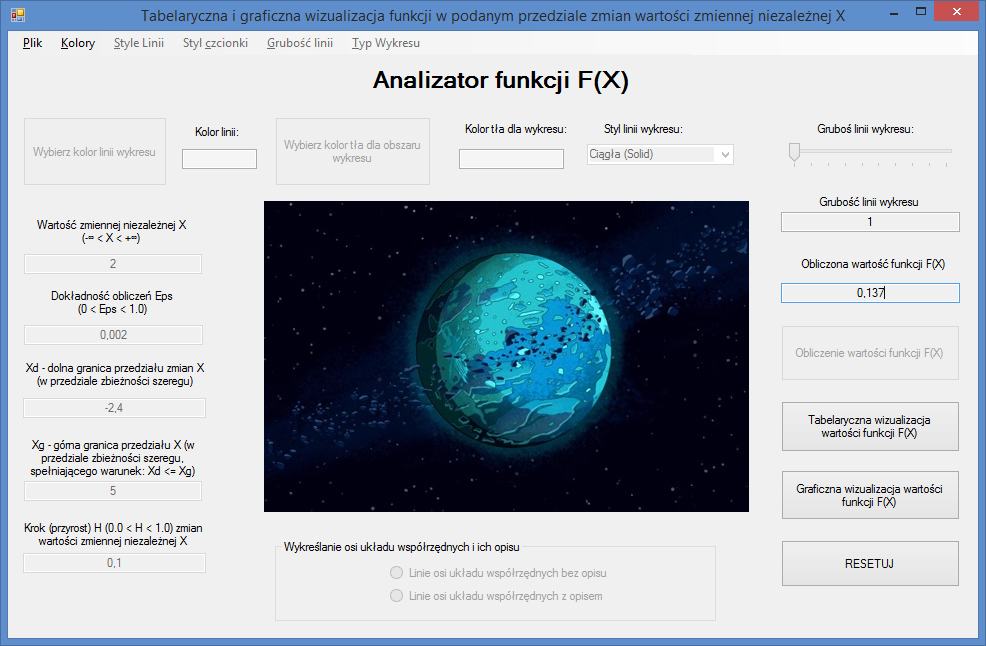 Tabelaryczna i graficzna wizualizacja funkcji w podanym przedziale zmian wartości zmiennej niezależnej X
Plik Kolory Style Linii Styl czcionki Grubość linii Typ Wykresu
Analizator funkcji F(X)
Wybierz kolor linii wykresu
Kolor linii:
Wybierz kolor tła dla obszaru
wykresu
Kolor tła dla wykresu:
Styl linii wykresu:
Ciągła (Solid)
Gruboś linii wykresu:
Grubość linii wykresu
1
Wartość zmiennej niezależnej X
(-∞ < X < +∞)
2
Dokładność obliczeń Eps
(0 < Eps < 1.0)
0,002
Xd - dolna granica przedziału zmian X
(w przedziale zbieżności szeregu)
-2,4
Xg - górna granica przedziału X (w
przedziale zbieżności szeregu,
spełniającego warunek: Xd <= Xg)
5
Krok (przyrost) H (0.0 < H < 1.0) zmian
wartości zmiennej niezależnej X
0,1
Obliczona wartość funkcji F(X)
0,137
Obliczenie wartości funkcji F(X)
Tabelaryczna wizualizacja
wartości funkcji F(X)
Graficzna wizualizacja wartości
funkcji F(X)
RESETUJ
Wykreślanie osi układu współrzędnych i ich opisu
Linie osi układu współrzędnych bez opisu
Linie osi układu współrzędnych z opisem